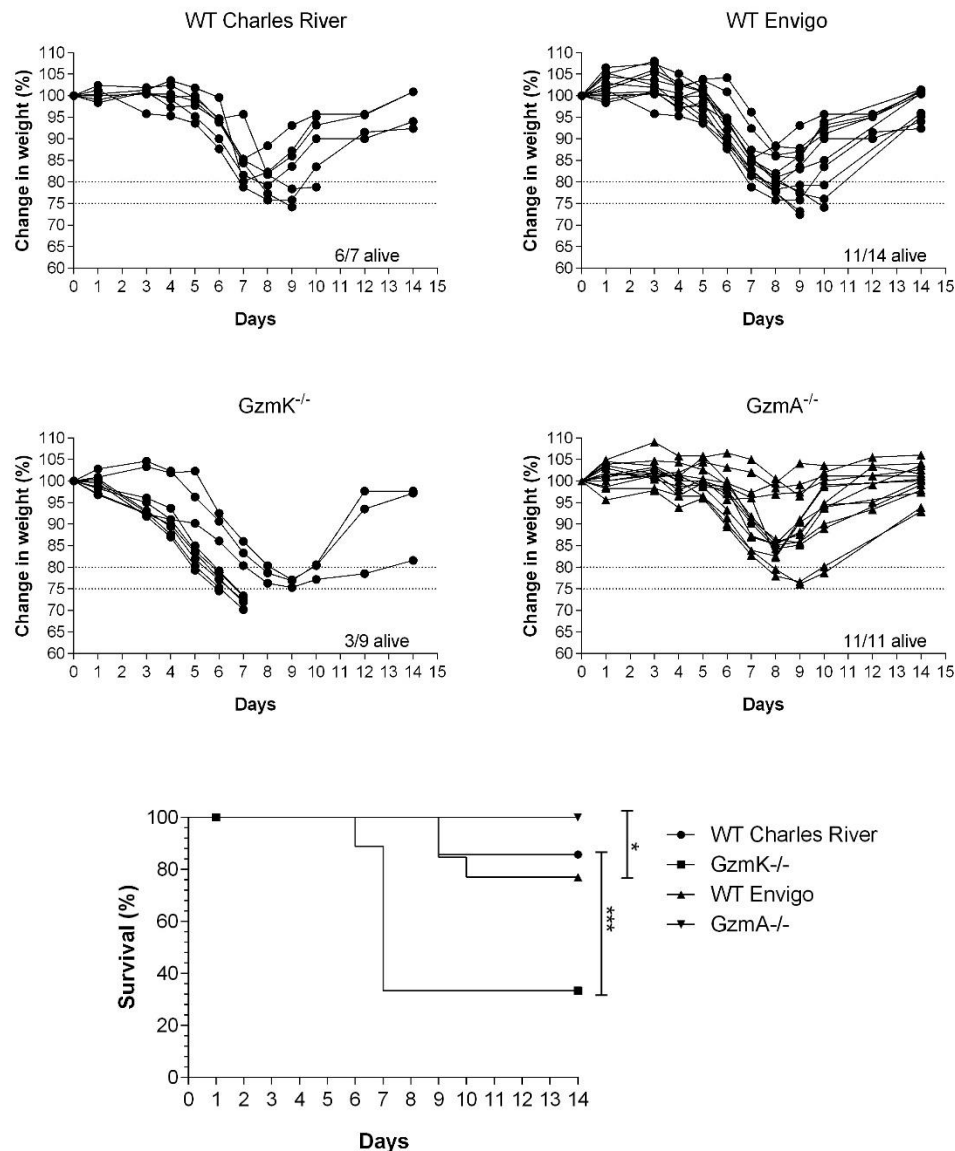 WT Charles River
Change in weight (%)
110
105
100
95
90
85
80
75
70
65
60
6/7 alive
0 1 2 3 4 5 6 7 8 9 10 11 12 13 14 15
Days
WT Envigo
Change in weight (%)
110
105
100
95
90
85
80
75
70
65
60
11/14 alive
0 1 2 3 4 5 6 7 8 9 10 11 12 13 14 15
Days
GzmK-/-
Change in weight (%)
110
105
100
95
90
85
80
75
70
65
60
3/9 alive
0 1 2 3 4 5 6 7 8 9 10 11 12 13 14 15
Days
GzmA-/-
Change in weight (%)
110
105
100
95
90
85
80
75
70
65
60
11/11 alive
0 1 2 3 4 5 6 7 8 9 10 11 12 13 14 15
Days
Survival (%)
100
80
60
40
20
0
0 1 2 3 4 5 6 7 8 9 10 11 12 13 14
Days
*
***
WT Charles River
GzmK-/-
WT Envigo
GzmA-/-